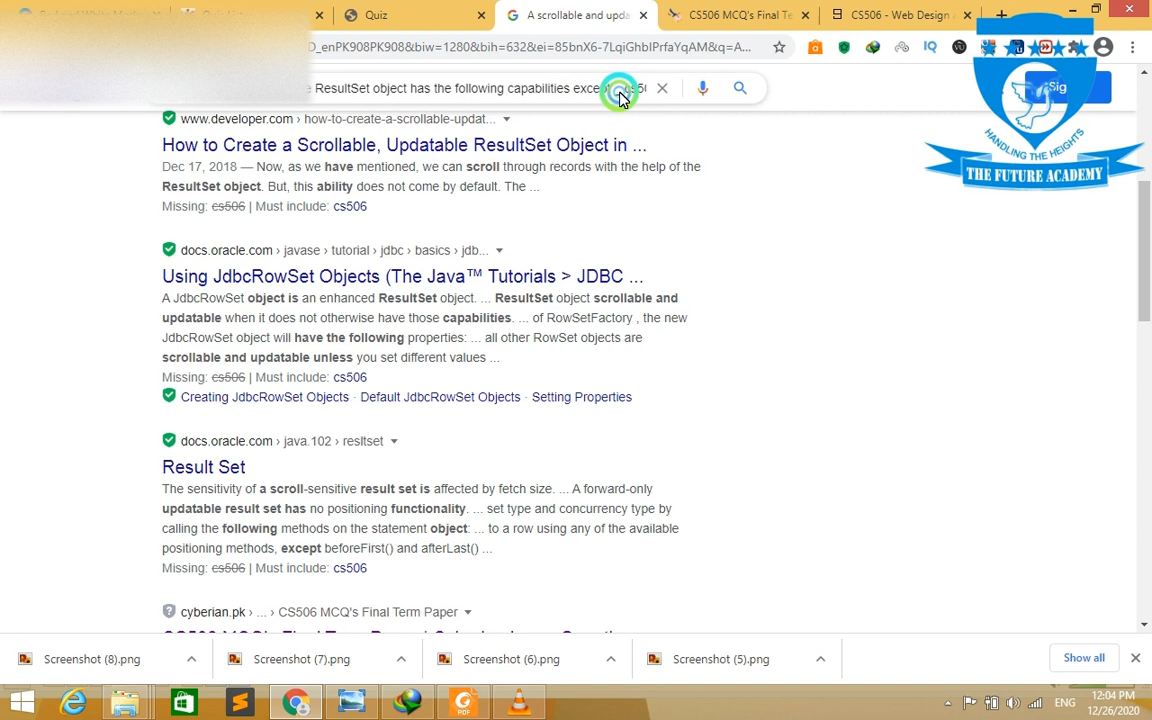 Quiz
A scrollable and upda
CS506 MCQ's Final Te
CS506 - Web Design
D_enPK908PK908&biw=1280&bih=632&ei=85bnX6-7LqiGhbIPrfaYqAM&q=A...
ResultSet object has the following capabilities except
Sig
HANDLING THE HEIGHTS
THE FUTURE ACADEMY
www.developer.com › how-to-create-a-scrollable-updat...
How to Create a Scrollable, Updatable ResultSet Object in ...
Dec 17, 2018 — Now, as we have mentioned, we can scroll through records with the help of the
ResultSet object. But, this ability does not come by default. The ...
Missing: cs506 | Must include: cs506
docs.oracle.com › javase › tutorial › jdbc › basics › jdb...
Using JdbcRowSet Objects (The Java™ Tutorials > JDBC ...
A JdbcRowSet object is an enhanced ResultSet object. ... ResultSet object scrollable and
updatable when it does not otherwise have those capabilities. ... of RowSetFactory , the new
JdbcRowSet object will have the following properties: ... all other RowSet objects are
scrollable and updatable unless you set different values ...
Missing: cs506 | Must include: cs506
Creating JdbcRowSet Objects · Default JdbcRowSet Objects · Setting Properties
docs.oracle.com › java.102 › resltset
Result Set
The sensitivity of a scroll-sensitive result set is affected by fetch size. ... A forward-only
updatable result set has no positioning functionality. ... set type and concurrency type by
calling the following methods on the statement object: ... to a row using any of the available
positioning methods, except beforeFirst() and afterLast() ...
Missing: cs506 | Must include: cs506
cyberian.pk › ... › CS506 MCQ's Final Term Paper
Screenshot (8).png
Screenshot (7).png
Screenshot (6).png
Screenshot (5).png
Show all
PDF
ENG
12:04 PM
12/26/2020